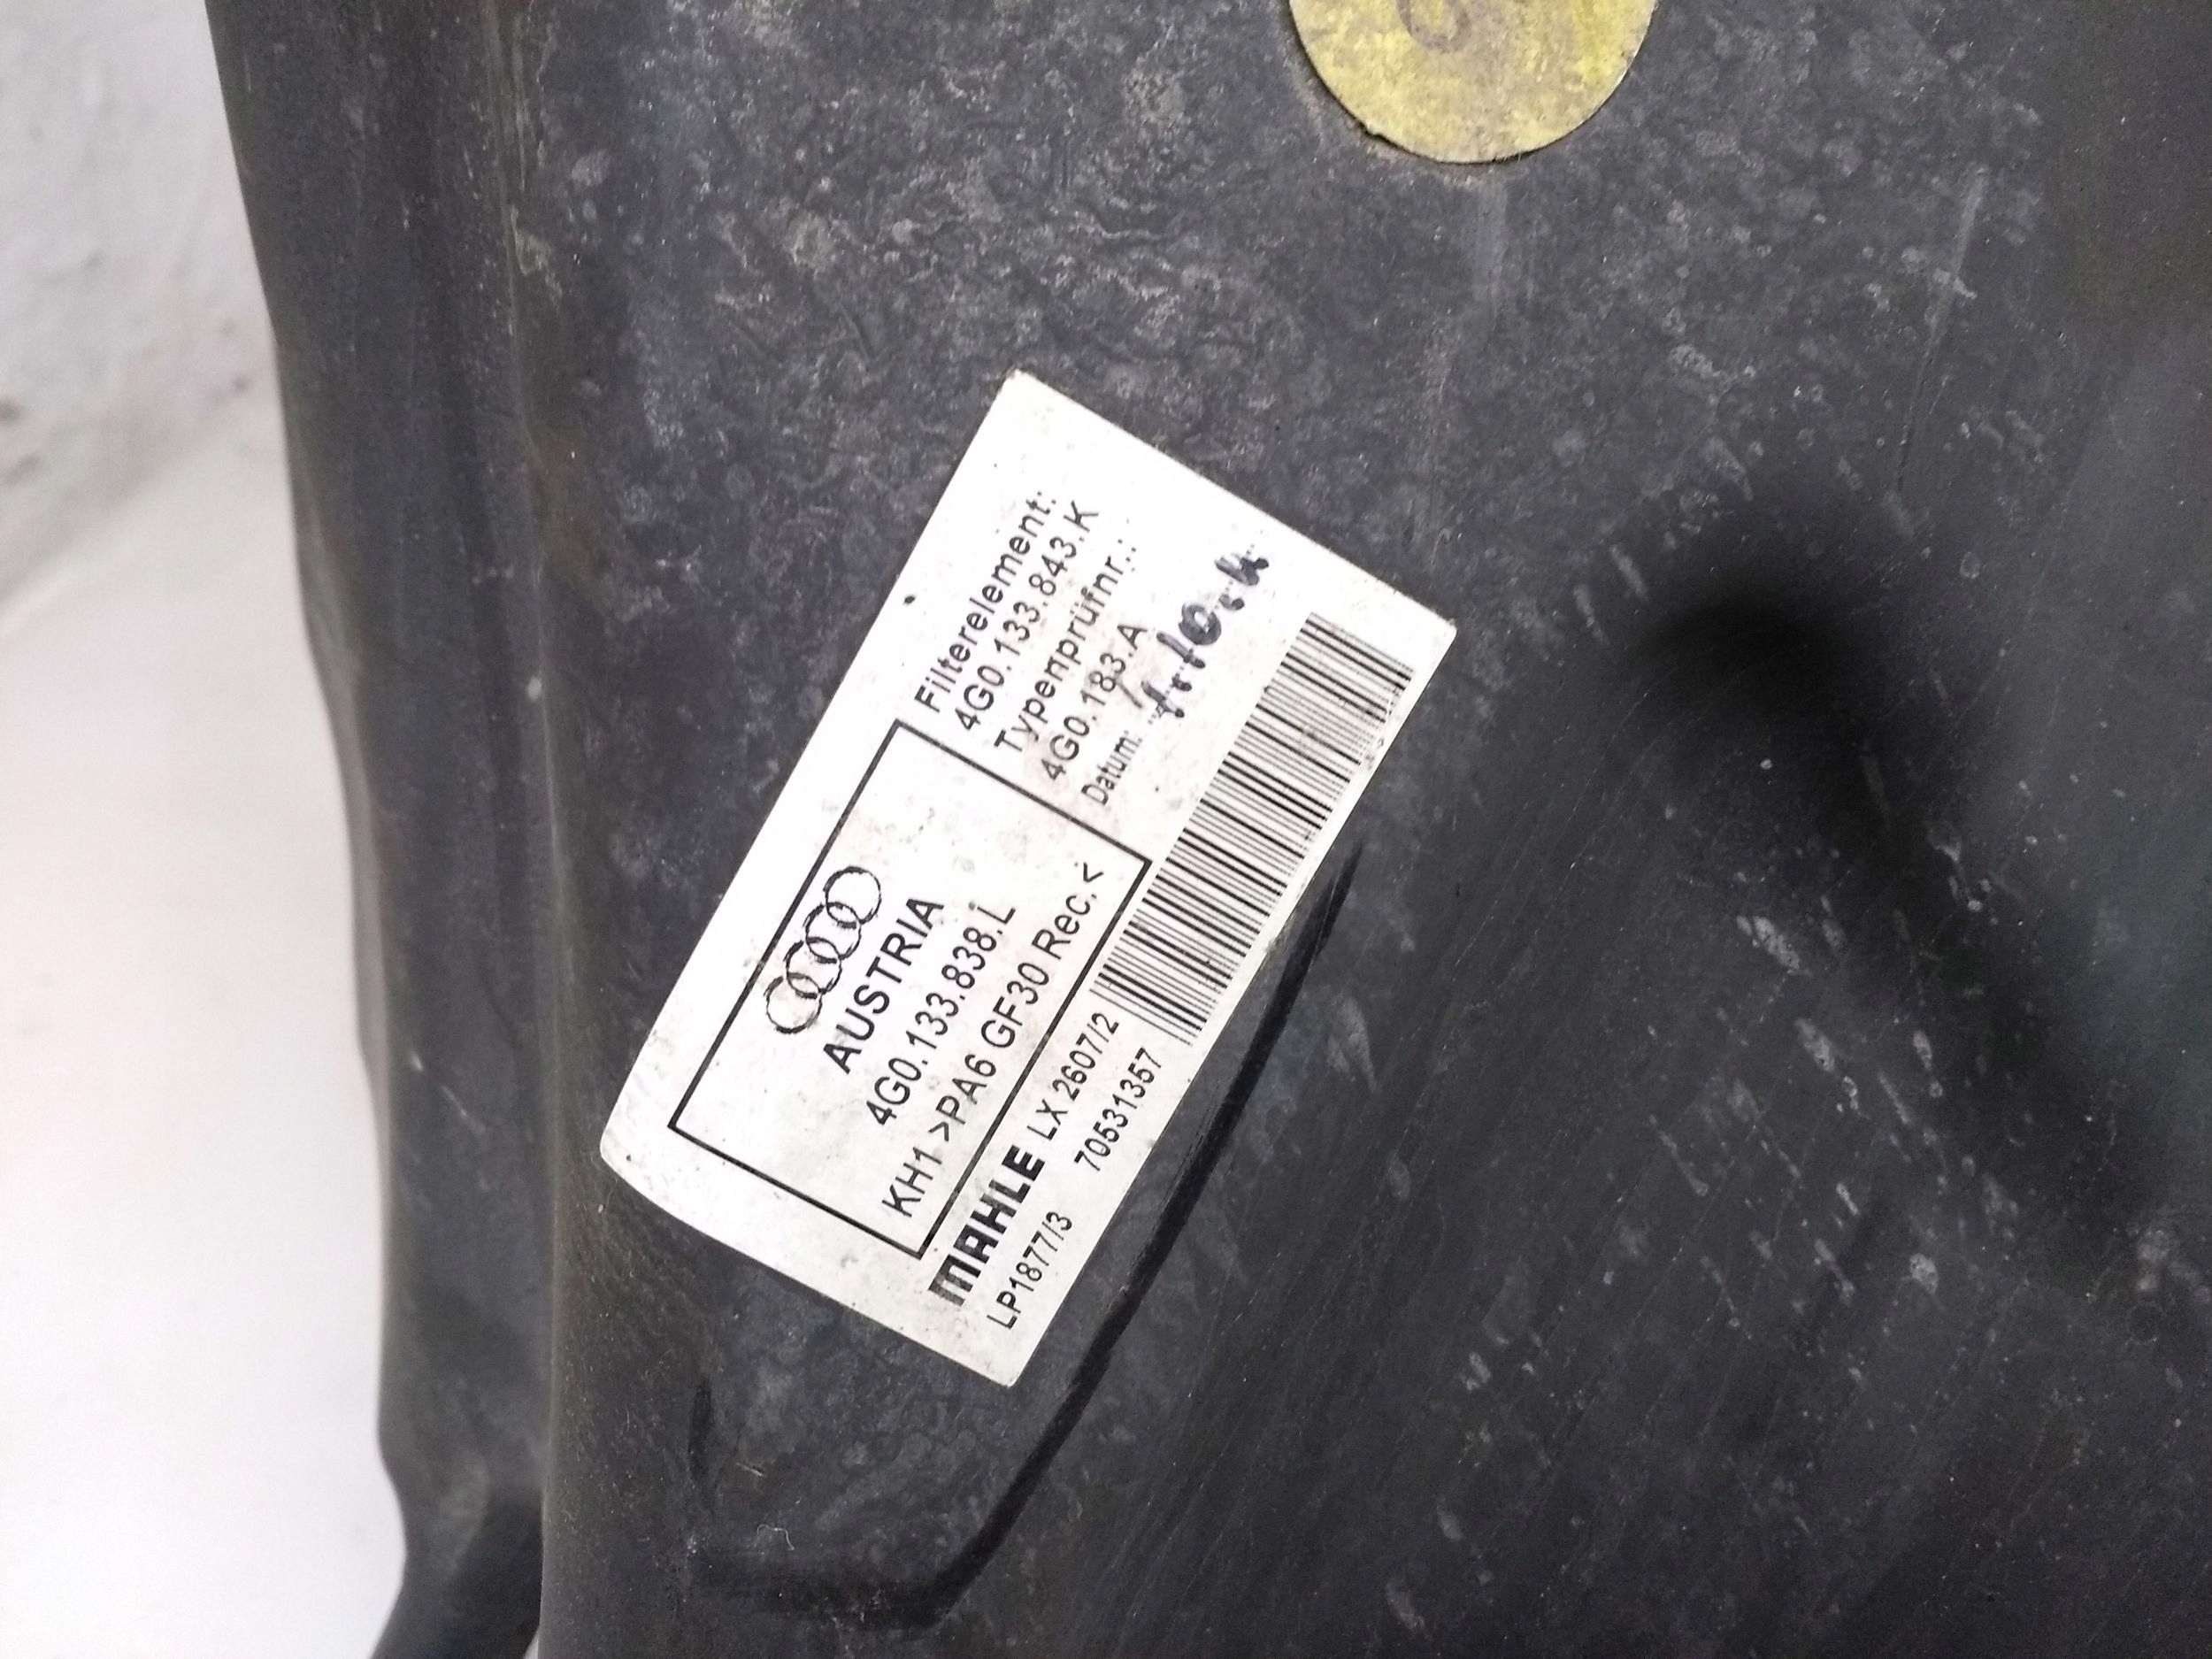 AUSTRIA
4G0.133.838.L
KH1 >PA6 GF30 Rec.<
Filterelement:
4G0.133.843.K
Typenprüfnr.:
4G0.183.A
Datum:
MAHLE LX 2607/2
LP1877/3 70531357